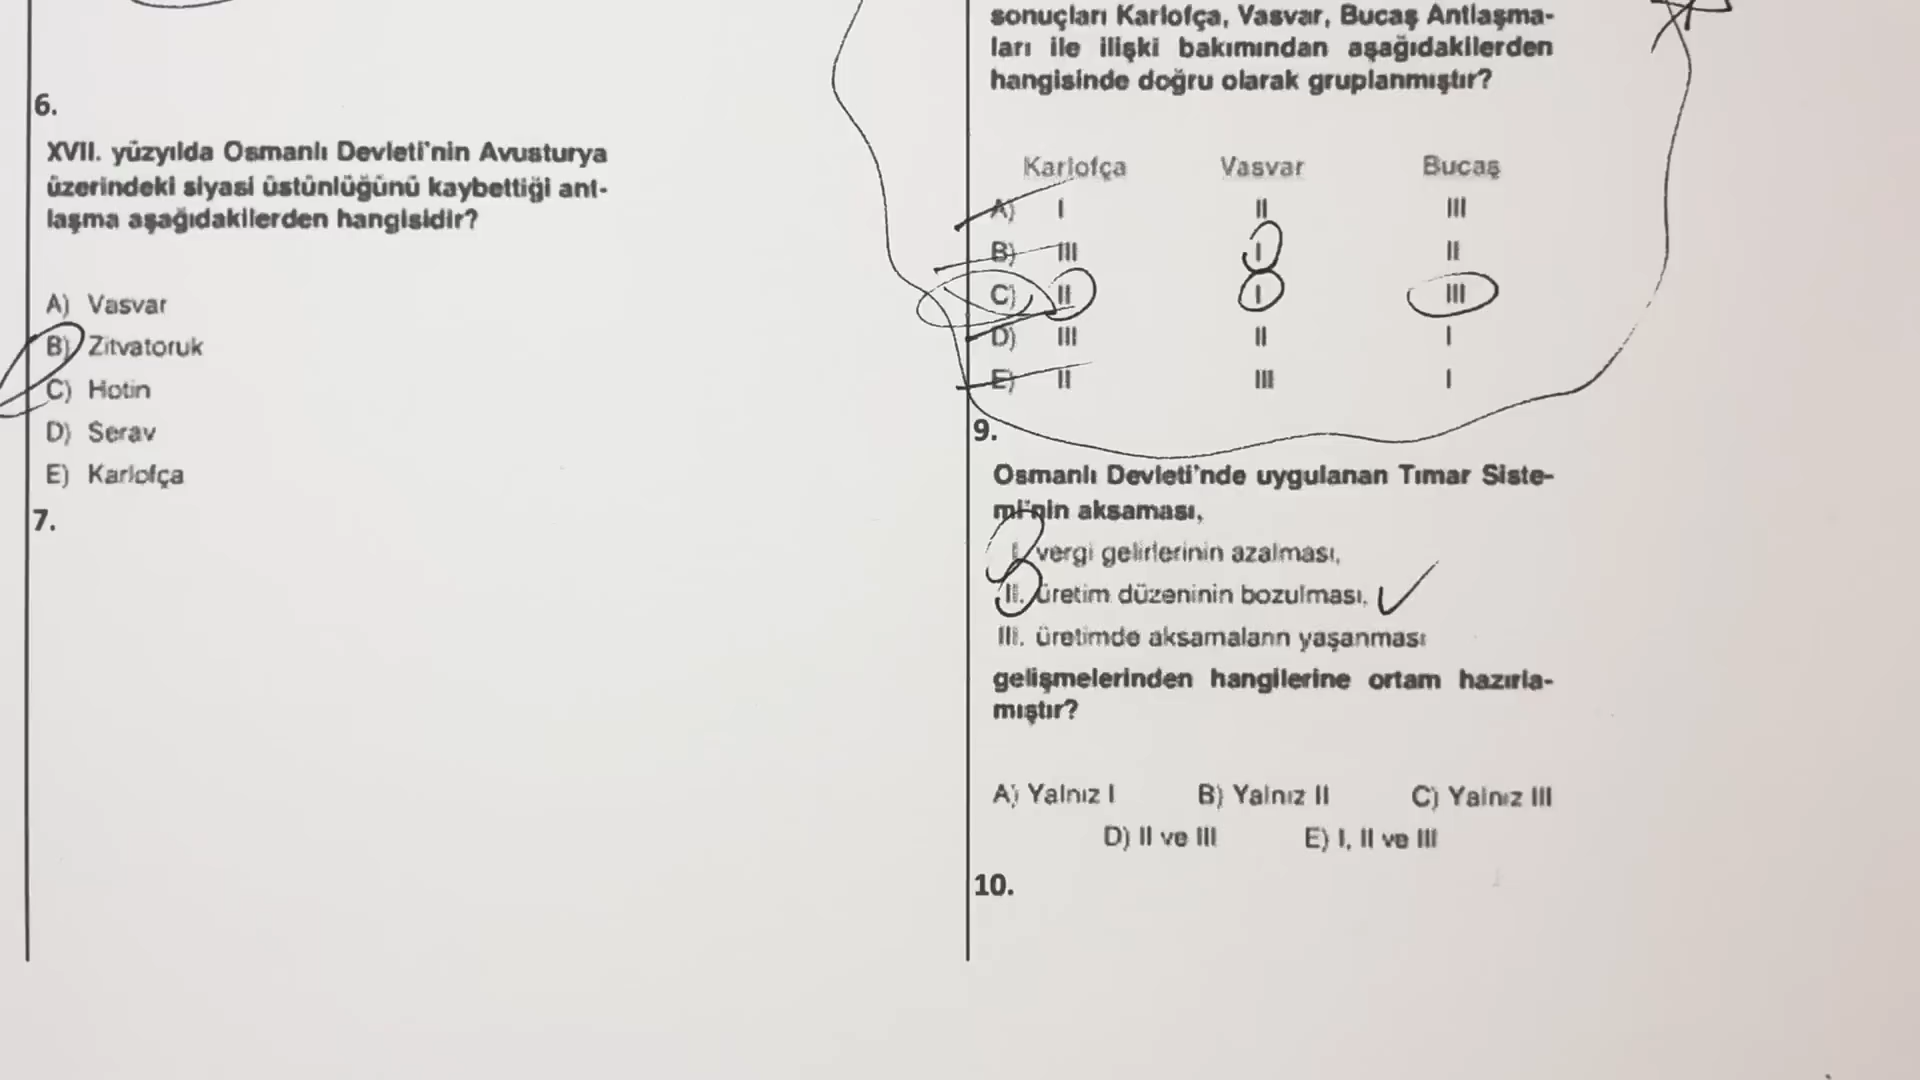 6.
XVII. yüzyılda Osmanlı Devleti'nin Avusturya
üzerindeki siyasi üstünlüğünü kaybettiği ant-
laşma aşağıdakilerden hangisidir?
A) Vasvar
B) Zitvatoruk
C) Hotin
D) Serav
E) Karlofça
7.
sonuçları Karlofça, Vasvar, Bucaş Antlaşma-
ları ile ilişki bakımından aşağıdakilerden
hangisinde doğru olarak gruplanmıştır?
Karlofça Vasvar Bucaş
A) I II III
B) III I II
C) II I III
D) III II I
E) II III I
9.
Osmanlı Devleti'nde uygulanan Tımar Siste-
mi'nin aksaması,
I. vergi gelirlerinin azalması,
II. üretim düzeninin bozulması,
III. üretimde aksamaların yaşanması
gelişmelerinden hangilerine ortam hazırla-
mıştır?
A) Yalnız I B) Yalnız II C) Yalnız III
D) II ve III E) I, II ve III
10.